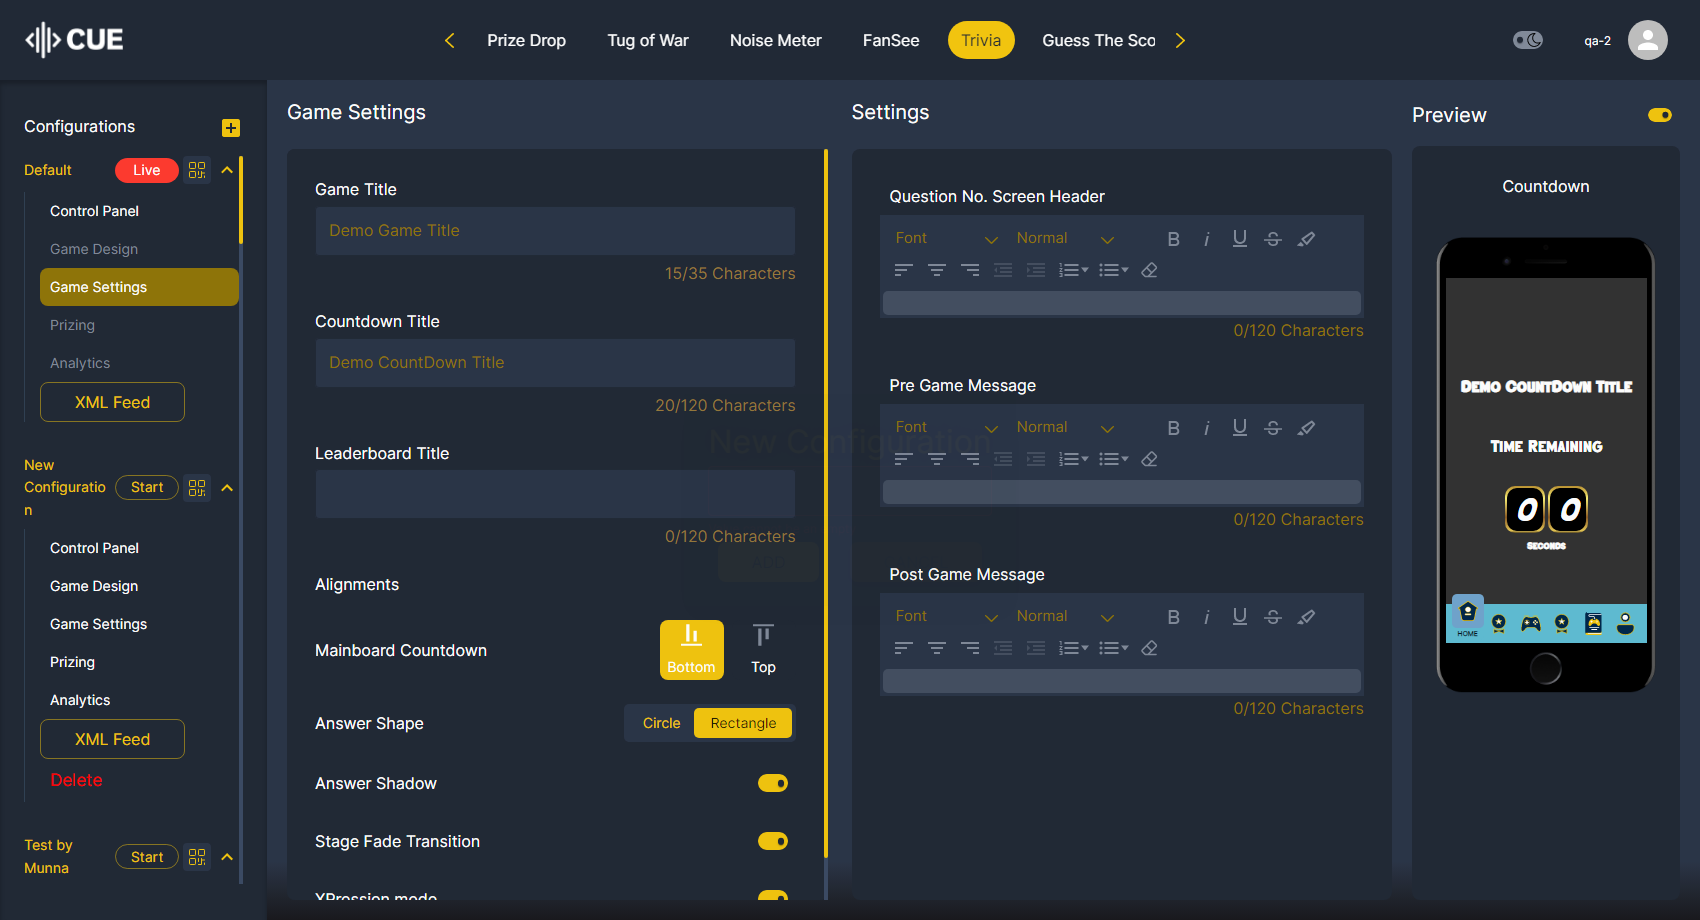 CUE
Prize Drop
Tug of War
Noise Meter
FanSee
Trivia
Guess The Sco
qa-2
Configurations
Default
Live
Control Panel
Game Design
Game Settings
Prizing
Analytics
XML Feed
New
Configuratio
n
Start
Control Panel
Game Design
Game Settings
Prizing
Analytics
XML Feed
Delete
Test by
Munna
Start
Game Settings
Game Title
Demo Game Title
15/35 Characters
Countdown Title
Demo CountDown Title
20/120 Characters
New Configuration
Leaderboard Title
0/120 Characters
Alignments
Mainboard Countdown
Bottom
Top
Answer Shape
Circle
Rectangle
Answer Shadow
Stage Fade Transition
XPression mode
Settings
Question No. Screen Header
Font
Normal
0/120 Characters
Pre Game Message
Font
Normal
0/120 Characters
Post Game Message
Font
Normal
0/120 Characters
Preview
Countdown
Demo CountDown Title
Time Remaining
0 0
Seconds
HOME